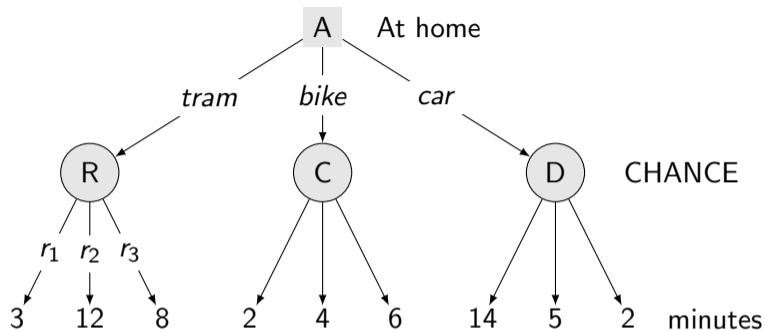 A At home
tram bike car
R C D CHANCE
r1 r2 r3
3 12 8 2 4 6 14 5 2 minutes